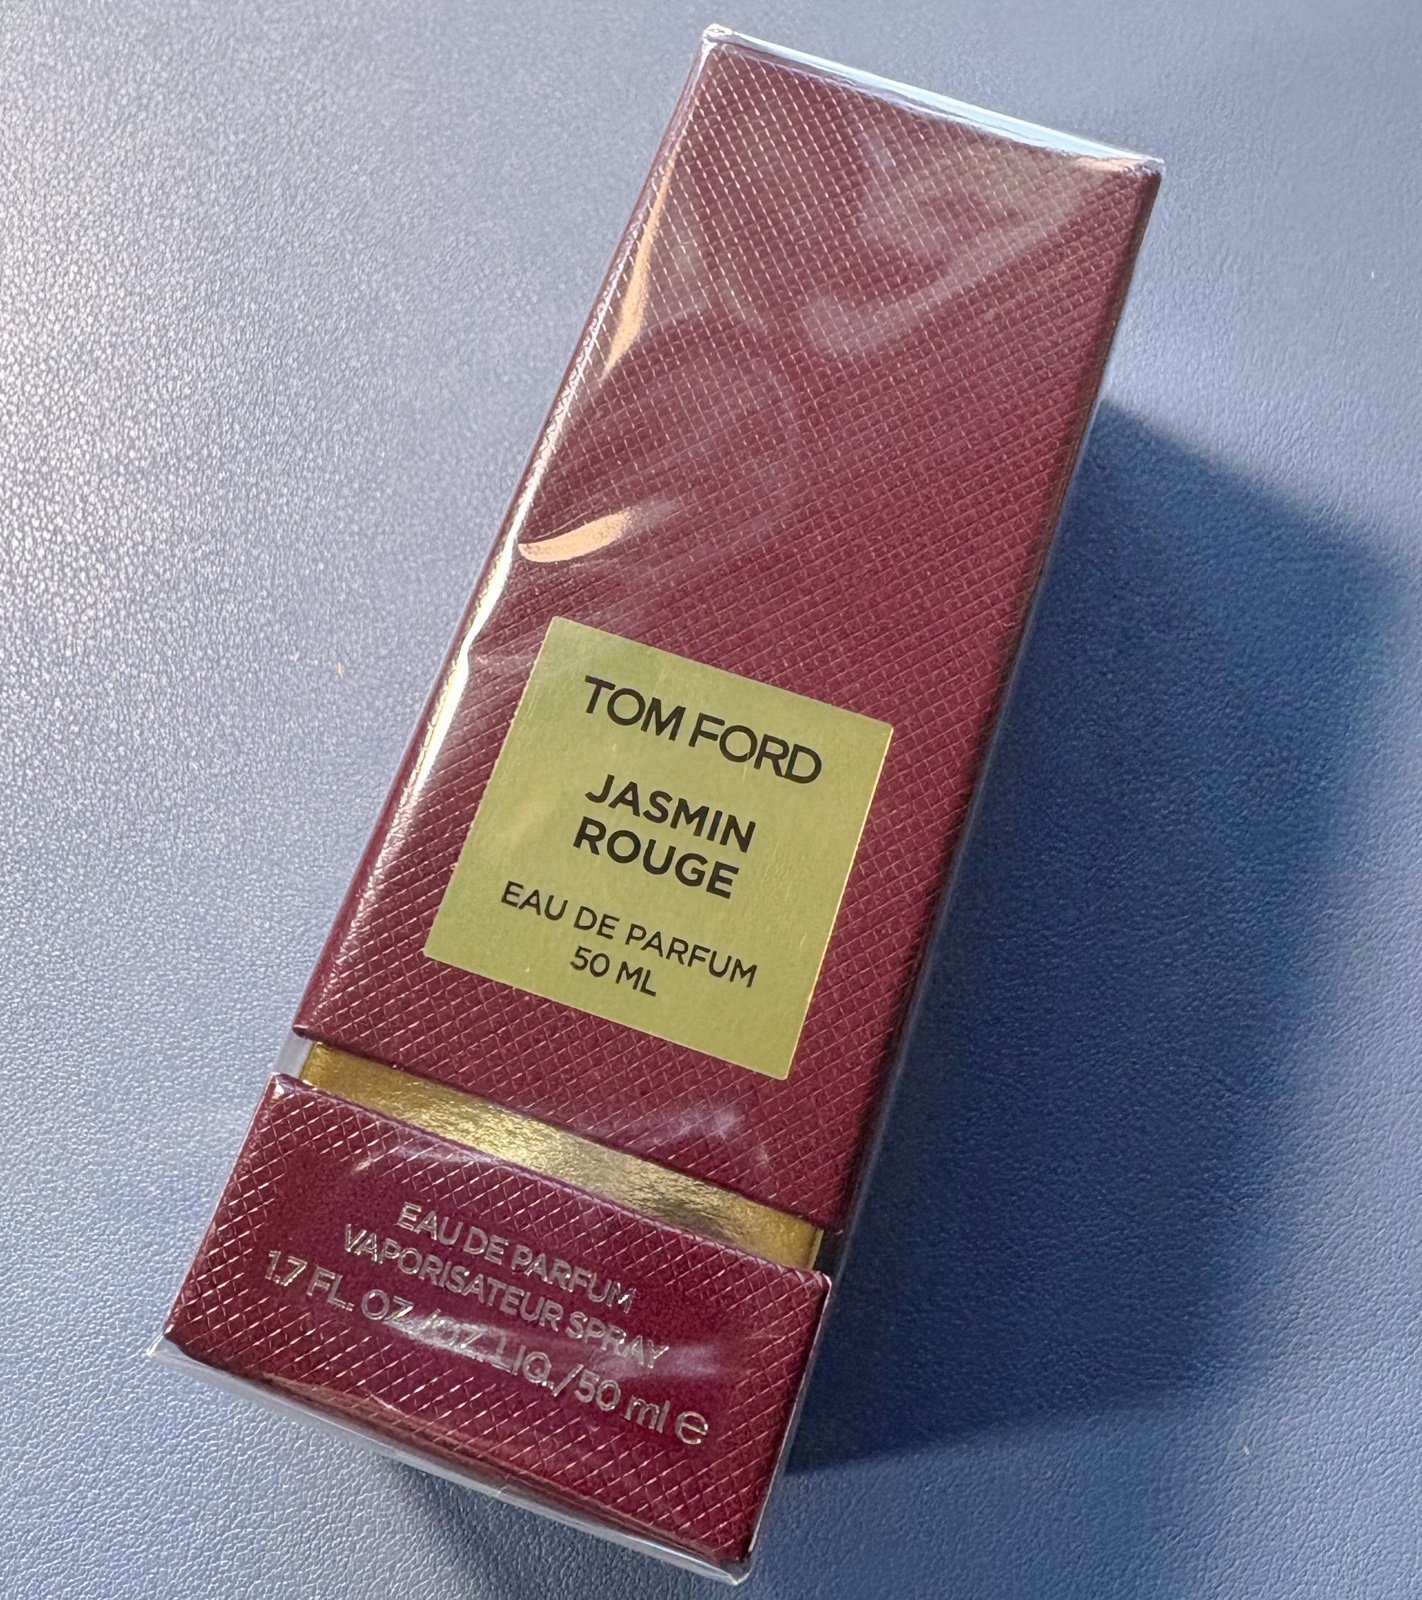 TOM FORD
JASMIN
ROUGE
EAU DE PARFUM
50 ML
EAU DE PARFUM
VAPORISATEUR SPRAY
1.7 FL. OZ./OZ. LIQ./50 ml ℮